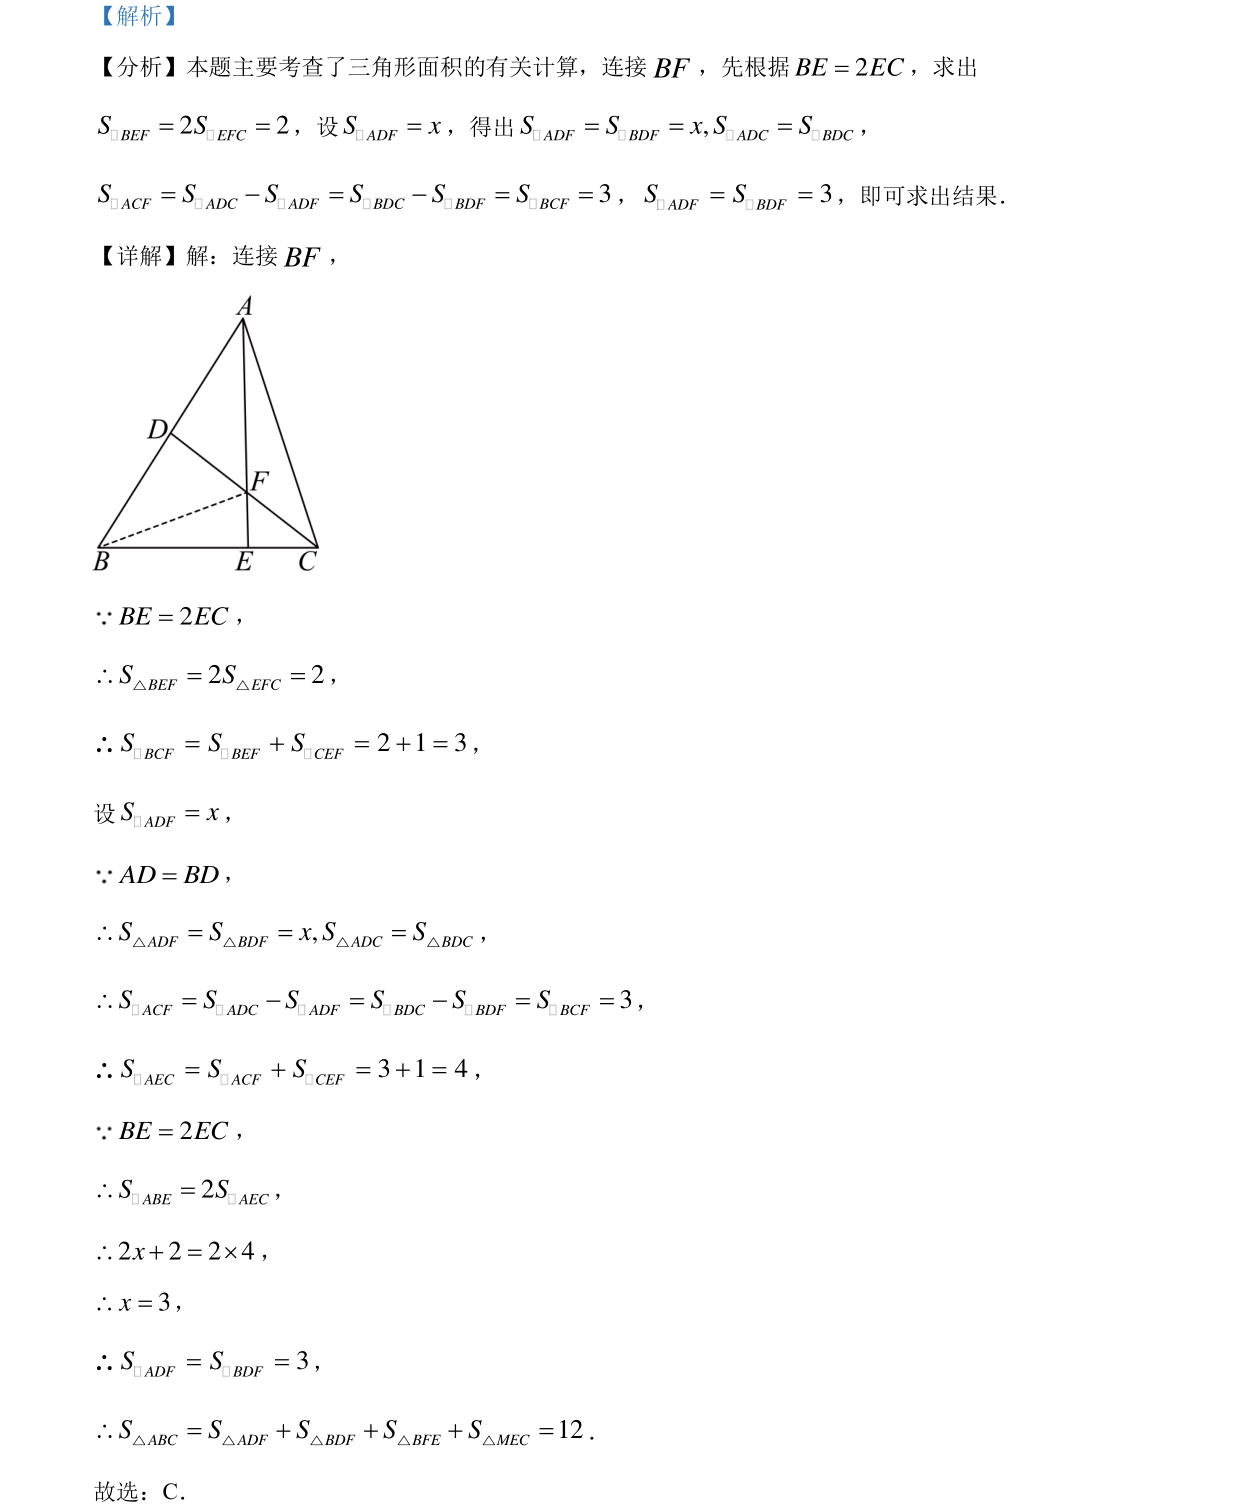 【解析】
【分析】本题主要考查了三角形面积的有关计算，连接 BF ，先根据 BE = 2EC ，求出
S□BEF = 2S□EFC = 2，设 S□ADF = x，得出 S□ADF = S□BDF = x, S□ADC = S□BDC，
S□ACF = S□ADC − S□ADF = S□BDC − S□BDF = S□BCF = 3，S□ADF = S□BDF = 3，即可求出结果．
【详解】解：连接 BF ，
A
D
F
B E C
∵ BE = 2EC ，
∴ S△BEF = 2S△EFC = 2，
∴ S□BCF = S□BEF + S□CEF = 2 + 1 = 3，
设 S□ADF = x，
∵ AD = BD，
∴ S△ADF = S△BDF = x, S△ADC = S△BDC，
∴ S□ACF = S□ADC − S□ADF = S□BDC − S□BDF = S□BCF = 3，
∴ S□AEC = S□ACF + S□CEF = 3 + 1 = 4，
∵ BE = 2EC ，
∴ S□ABE = 2S□AEC，
∴ 2x + 2 = 2 × 4，
∴ x = 3，
∴ S□ADF = S□BDF = 3，
∴ S△ABC = S△ADF + S△BDF + S△BFE + S△MEC = 12．
故选：C．